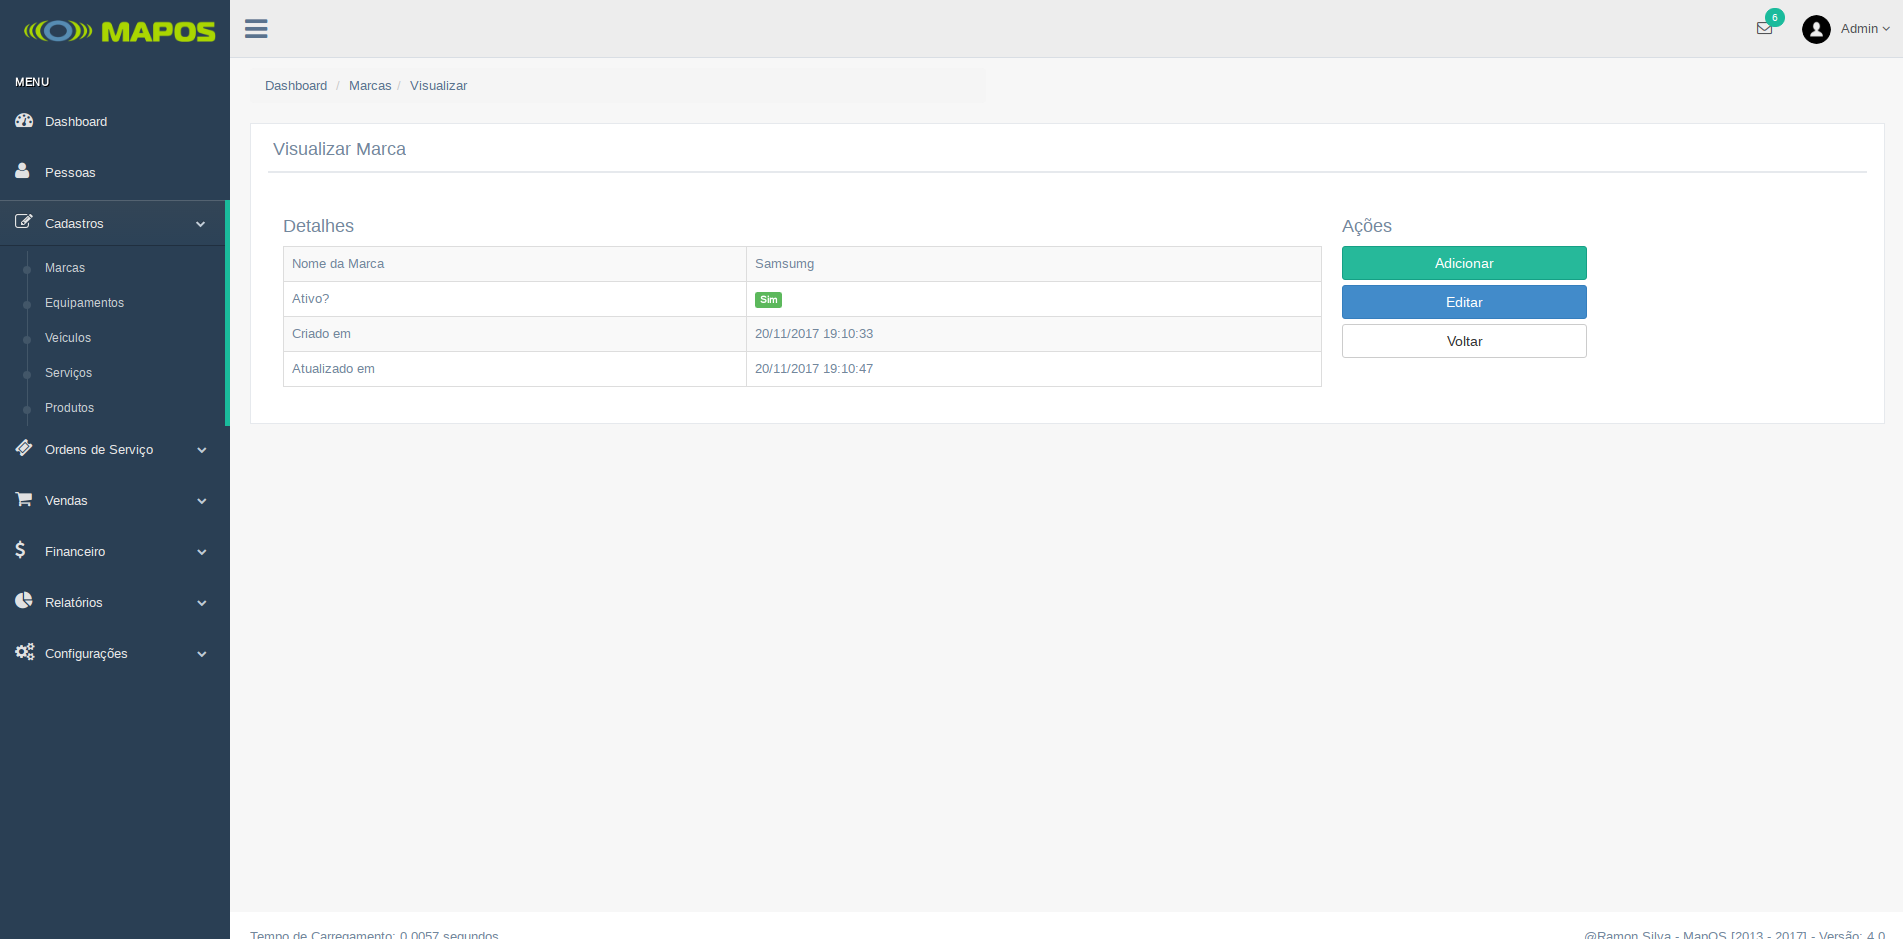 MAPOS
6
Admin
MENU
Dashboard
Pessoas
Cadastros
Marcas
Equipamentos
Veículos
Serviços
Produtos
Ordens de Serviço
Vendas
Financeiro
Relatórios
Configurações
Dashboard / Marcas / Visualizar
Visualizar Marca
Detalhes
Nome da Marca Samsumg
Ativo? Sim
Criado em 20/11/2017 19:10:33
Atualizado em 20/11/2017 19:10:47
Ações
Adicionar
Editar
Voltar
Tempo de Carregamento: 0.0057 segundos
@Ramon Silva - MapOS [2013 - 2017] - Versão: 4.0